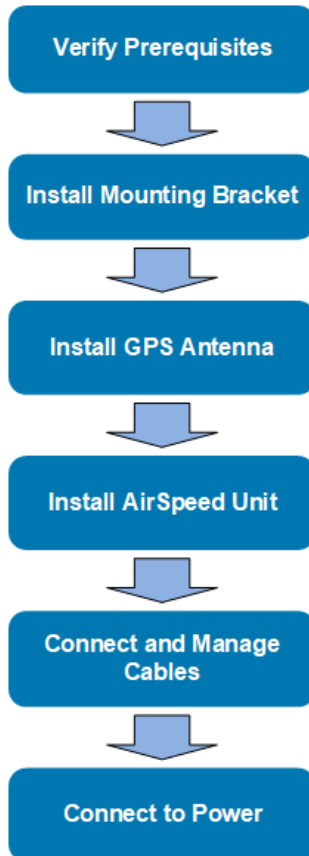 Verify Prerequisites
Install Mounting Bracket
Install GPS Antenna
Install AirSpeed Unit
Connect and Manage
Cables
Connect to Power